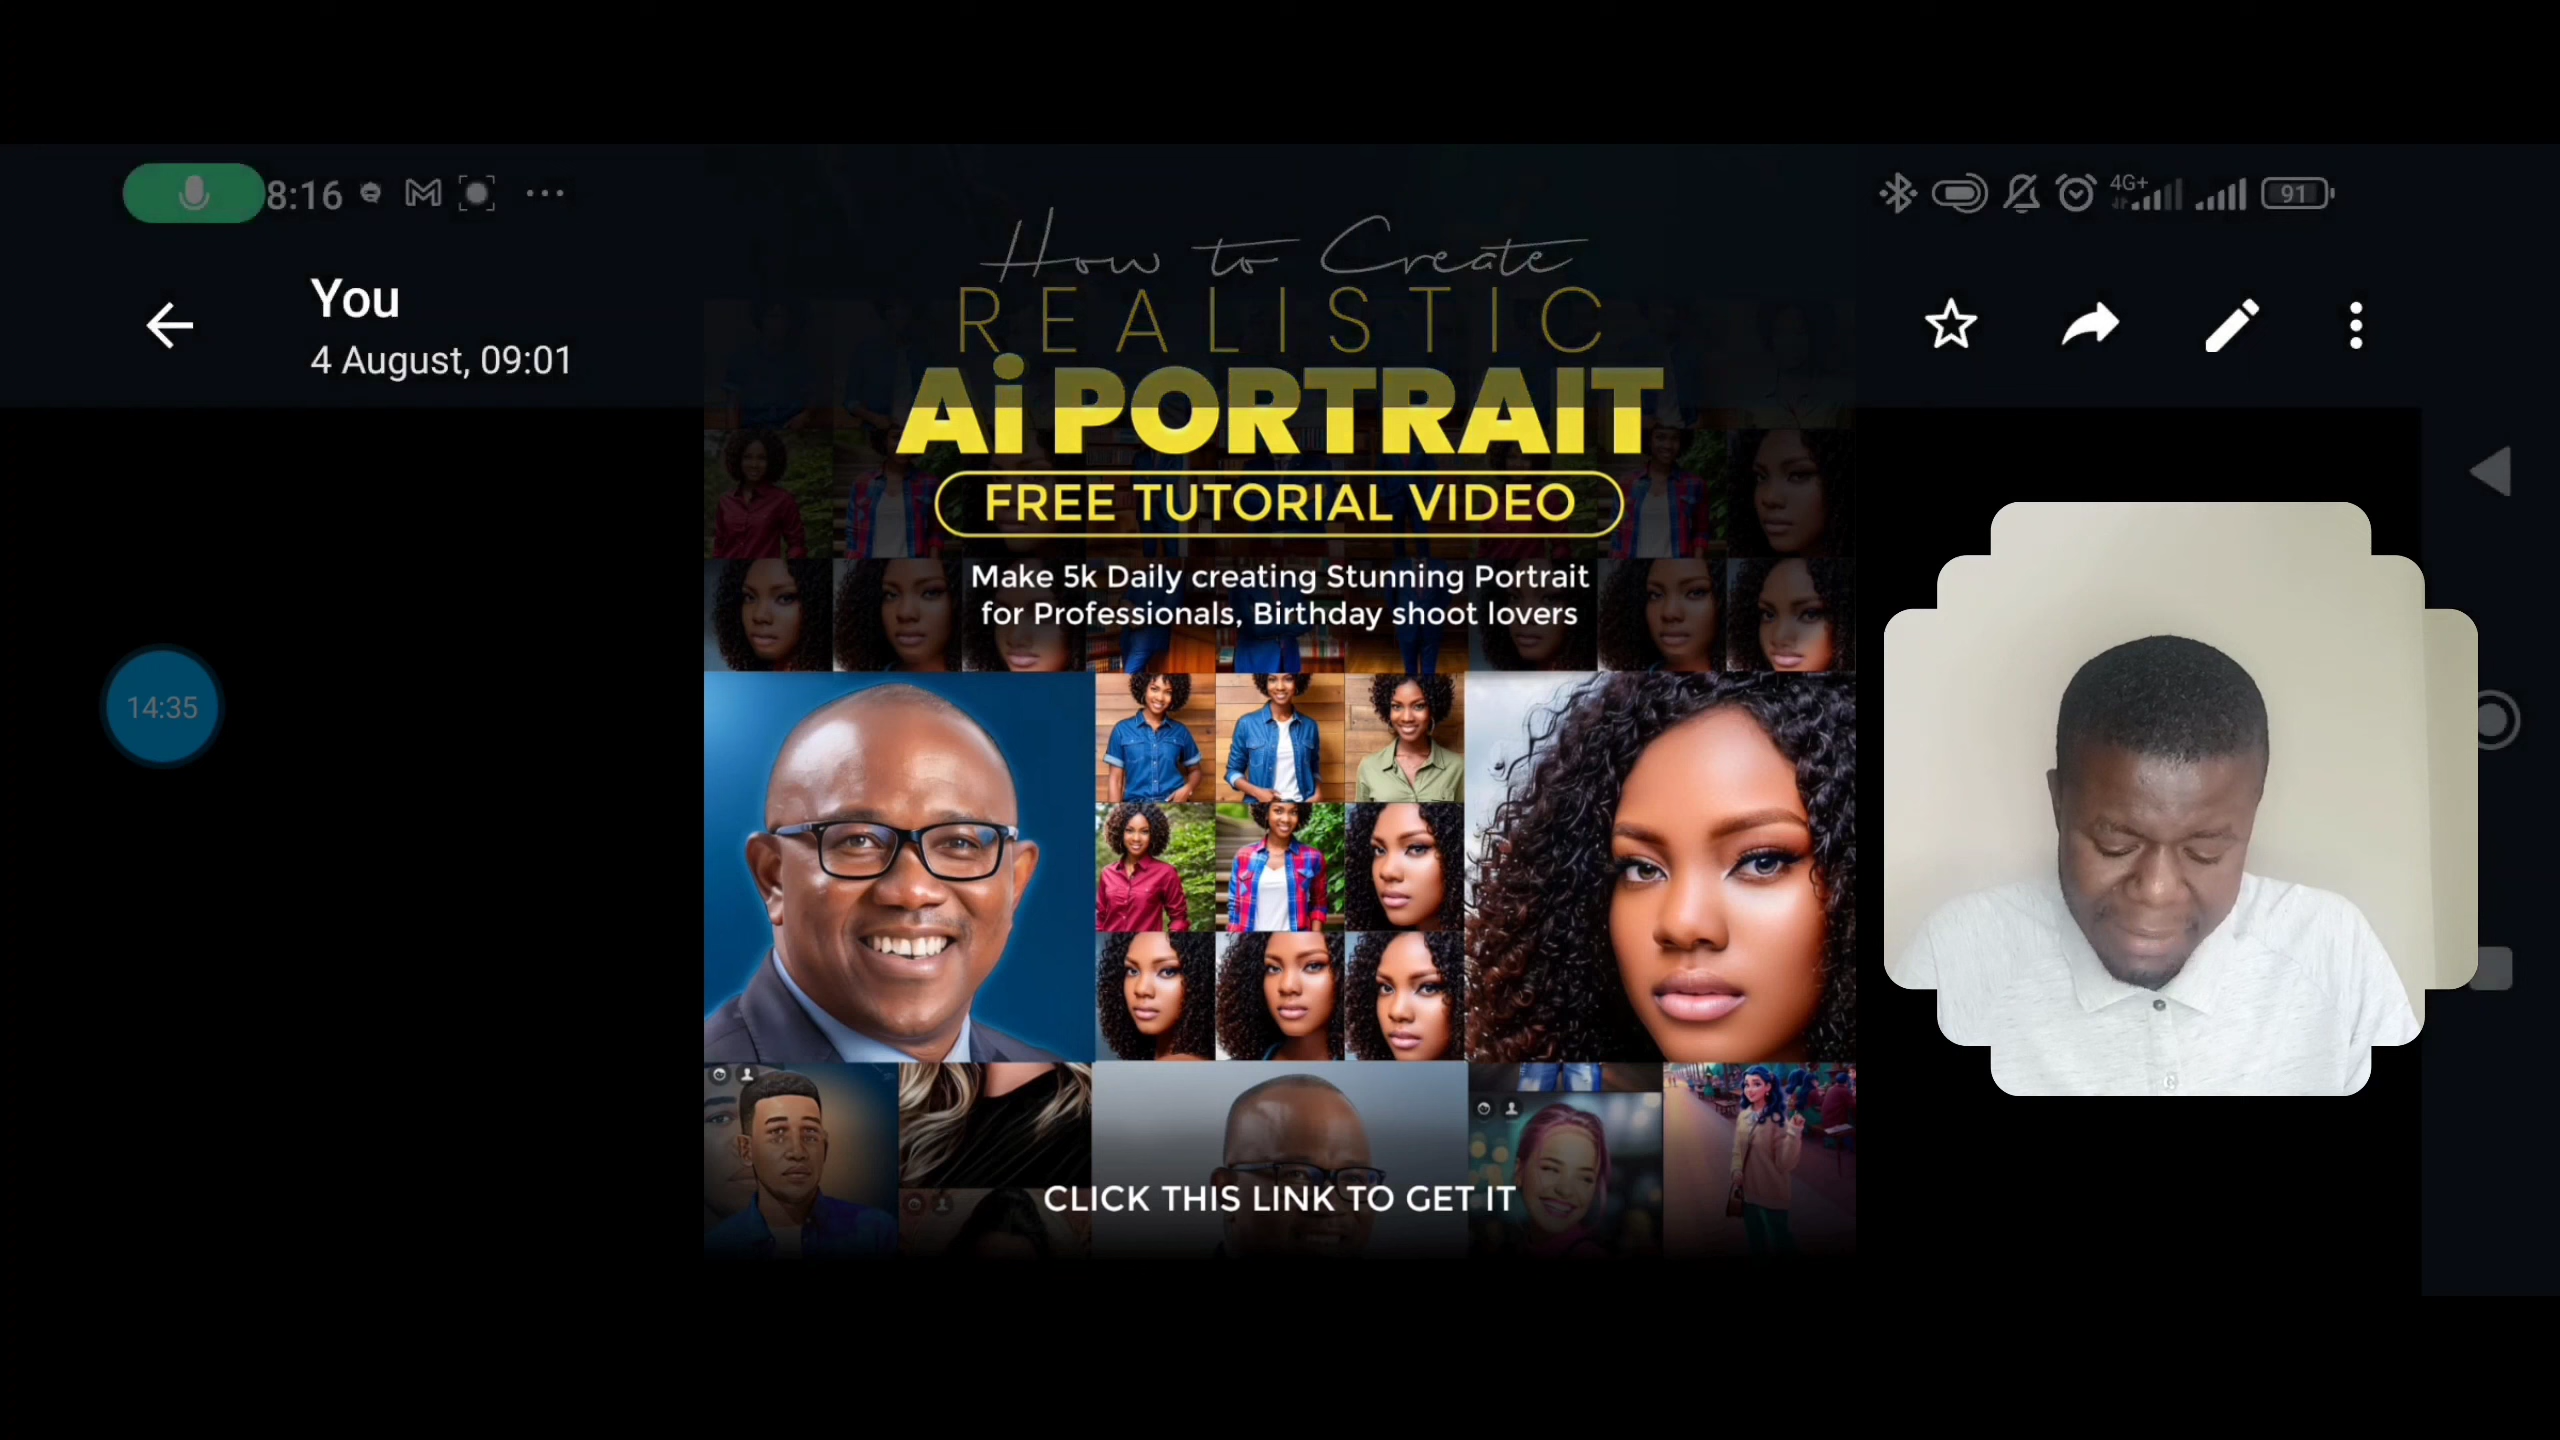 8:16
4G+
91
You
4 August, 09:01
How to Create
REALISTIC
Ai PORTRAIT
FREE TUTORIAL VIDEO
Make 5k Daily creating Stunning Portrait
for Professionals, Birthday shoot lovers
14:35
CLICK THIS LINK TO GET IT